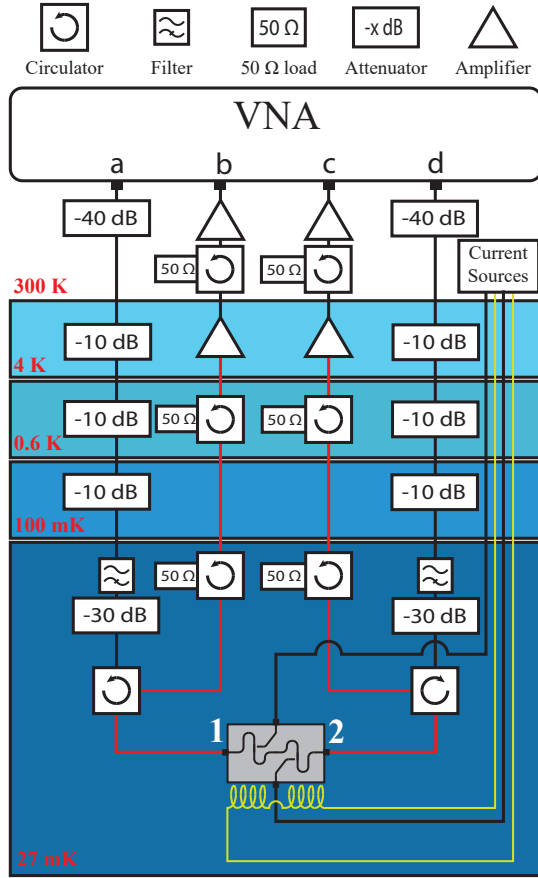 50 Ω
-x dB
Circulator Filter 50 Ω load Attenuator Amplifier
VNA
a b c d
-40 dB -40 dB
Current
Sources
50 Ω 50 Ω
300 K
-10 dB -10 dB
4 K
-10 dB 50 Ω 50 Ω -10 dB
0.6 K
-10 dB -10 dB
100 mK
50 Ω 50 Ω
-30 dB -30 dB
1 2
27 mK